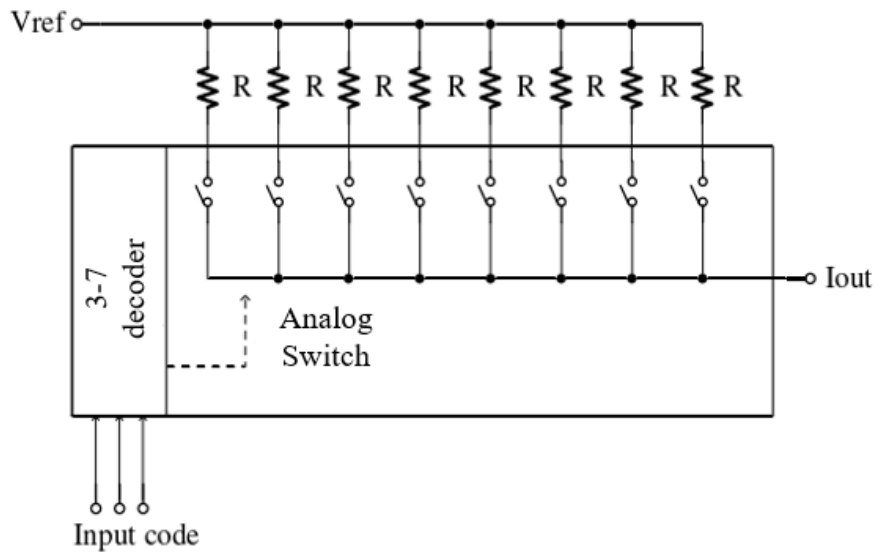 Vref
R R R R R R R R
3-7
decoder
Analog
Switch
Iout
Input code